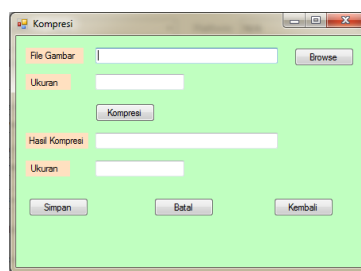 Kompresi
File Gambar
Browse
Ukuran
Kompresi
Hasil Kompresi
Ukuran
Simpan Batal Kembali